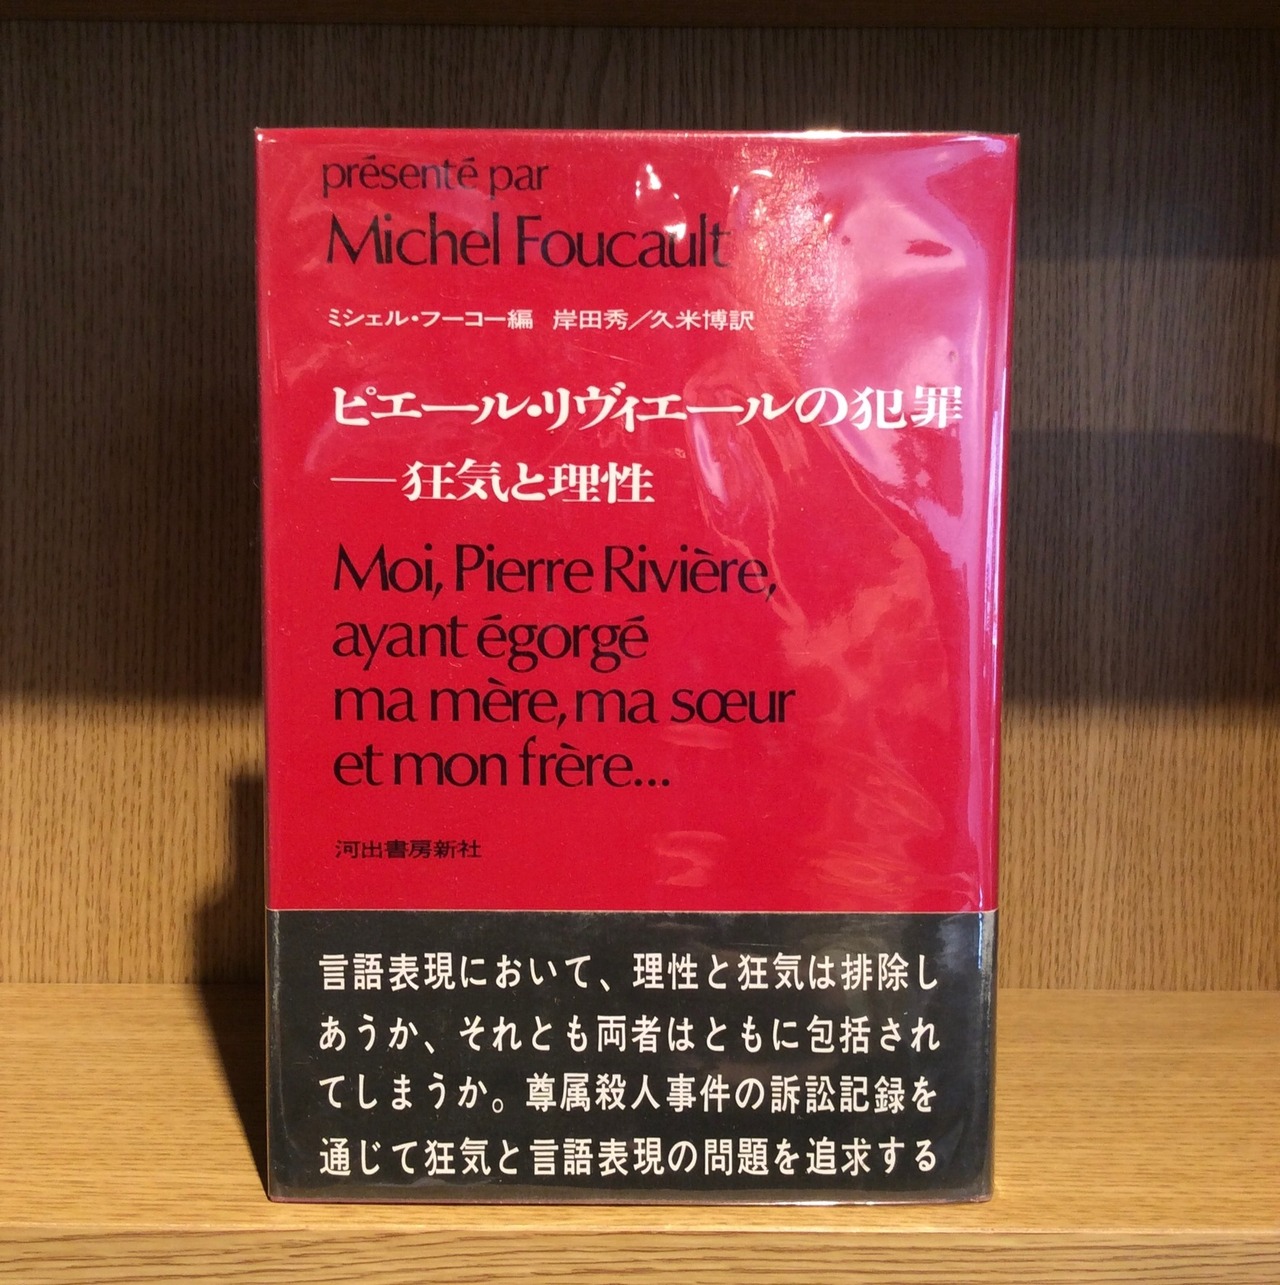 présenté par
Michel Foucault
ミシェル・フーコー編 岸田秀／久米博訳
ピエール・リヴィエールの犯罪
──狂気と理性
Moi, Pierre Rivière,
ayant égorgé
ma mère, ma sœur
et mon frère...
河出書房新社
言語表現において、理性と狂気は排除し
あうか、それとも両者はともに包括され
てしまうか。尊属殺人事件の訴訟記録を
通じて狂気と言語表現の問題を追求する